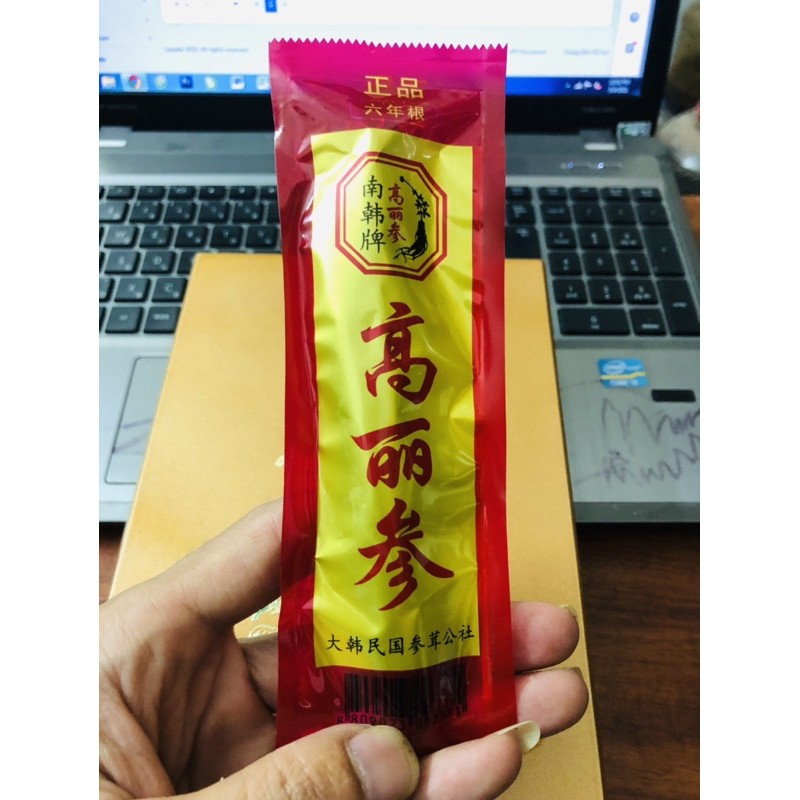 正品
六年根
南韩牌
高丽参
高丽参
大韩民国参茸公社
intel